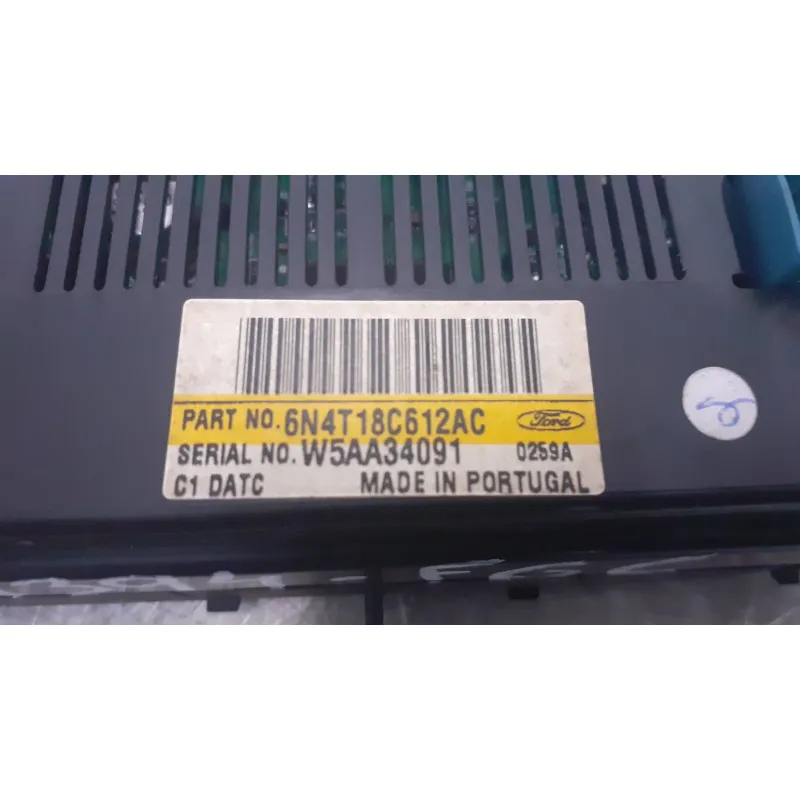 PART NO. 6N4T18C612AC Ford
SERIAL NO. W5AA34091 0259A
C1 DATC MADE IN PORTUGAL